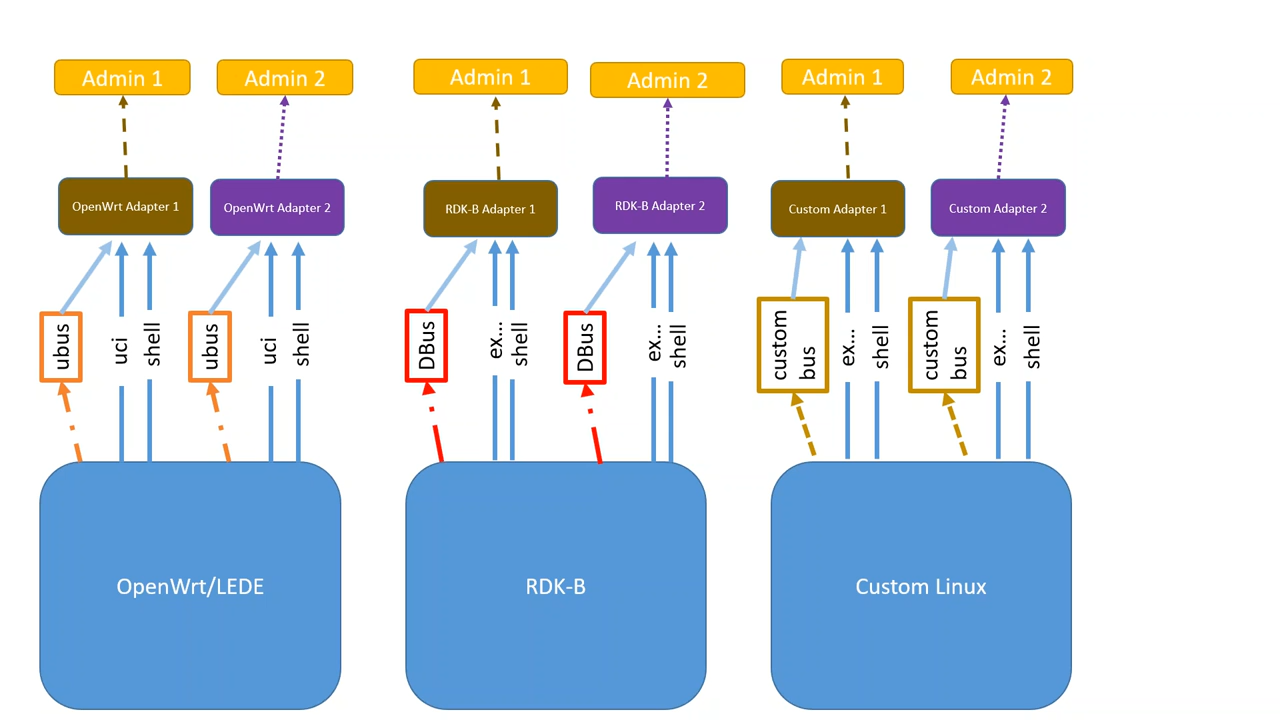 Admin 1
Admin 2
Admin 1
Admin 2
Admin 1
Admin 2
OpenWrt Adapter 1
OpenWrt Adapter 2
RDK-B Adapter 1
RDK-B Adapter 2
Custom Adapter 1
Custom Adapter 2
ubus
uci
shell
ubus
uci
shell
DBus
ex...
shell
DBus
ex...
shell
custom
bus
ex...
shell
custom
bus
ex...
shell
OpenWrt/LEDE
RDK-B
Custom Linux